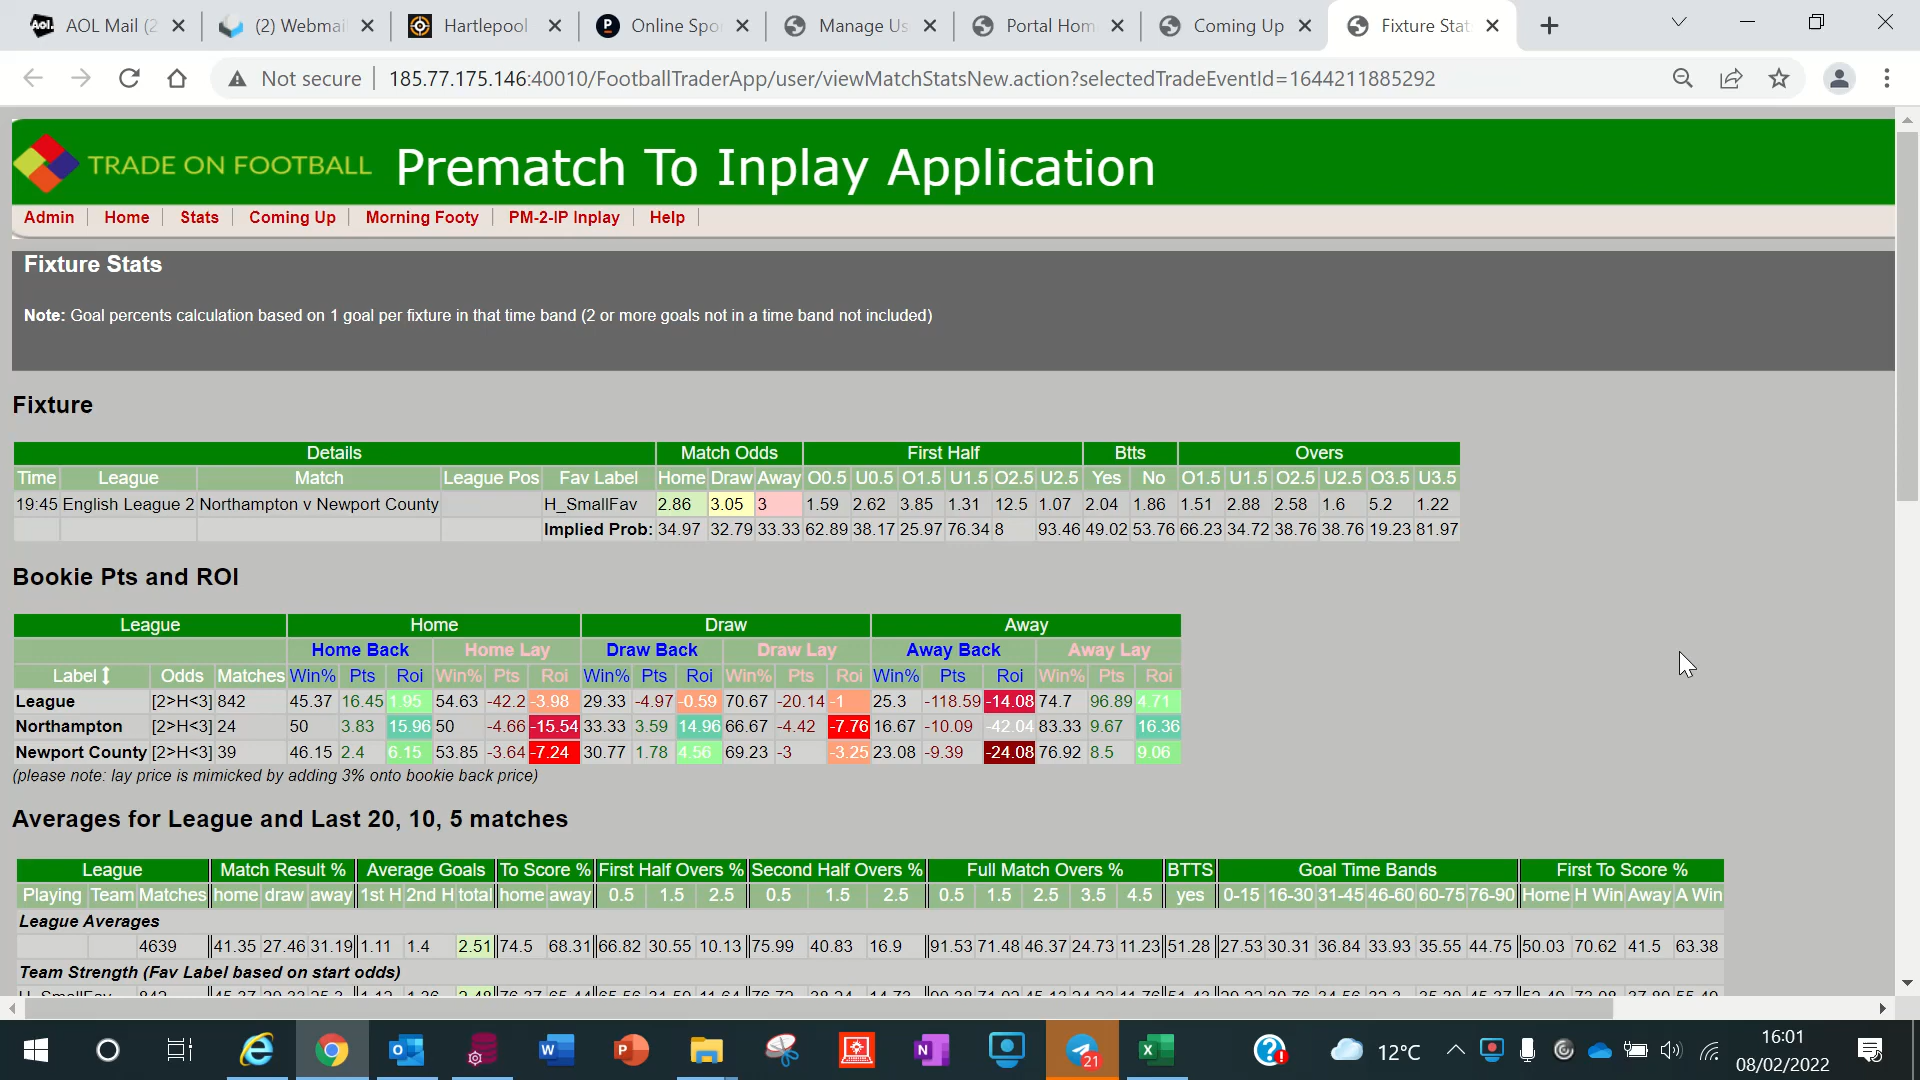 AOL Mail (2
(2) Webmai
Hartlepool
Online Spo
Manage Us
Portal Hom
Coming Up
Fixture Stat
Not secure 185.77.175.146:40010/FootballTraderApp/user/viewMatchStatsNew.action?selectedTradeEventId=1644211885292
TRADE ON FOOTBALL Prematch To Inplay Application
Admin Home Stats Coming Up Morning Footy PM-2-IP Inplay Help
Fixture Stats
Note: Goal percents calculation based on 1 goal per fixture in that time band (2 or more goals not in a time band not included)
Fixture
Details Match Odds First Half Btts Overs
Time League Match League Pos Fav Label Home Draw Away O0.5 U0.5 O1.5 U1.5 O2.5 U2.5 Yes No O1.5 U1.5 O2.5 U2.5 O3.5 U3.5
19:45 English League 2 Northampton v Newport County H_SmallFav 2.86 3.05 3 1.59 2.62 3.85 1.31 12.5 1.07 2.04 1.86 1.51 2.88 2.58 1.6 5.2 1.22
Implied Prob: 34.97 32.79 33.33 62.89 38.17 25.97 76.34 8 93.46 49.02 53.76 66.23 34.72 38.76 38.76 19.23 81.97
Bookie Pts and ROI
League Home Draw Away
Home Back Home Lay Draw Back Draw Lay Away Back Away Lay
Label Odds Matches Win% Pts Roi Win% Pts Roi Win% Pts Roi Win% Pts Roi Win% Pts Roi Win% Pts Roi
League [2>H<3] 842 45.37 16.45 1.95 54.63 -42.2 -3.98 29.33 -4.97 -0.59 70.67 -20.14 -1 25.3 -118.59 -14.08 74.7 96.89 4.71
Northampton [2>H<3] 24 50 3.83 15.96 50 -4.66 -15.54 33.33 3.59 14.96 66.67 -4.42 -7.76 16.67 -10.09 -42.04 83.33 9.67 16.36
Newport County [2>H<3] 39 46.15 2.4 6.15 53.85 -3.64 -7.24 30.77 1.78 4.56 69.23 -3 -3.25 23.08 -9.39 -24.08 76.92 8.5 9.06
(please note: lay price is mimicked by adding 3% onto bookie back price)
Averages for League and Last 20, 10, 5 matches
League Match Result % Average Goals To Score % First Half Overs % Second Half Overs % Full Match Overs % BTTS Goal Time Bands First To Score %
Playing Team Matches home draw away 1st H 2nd H total home away 0.5 1.5 2.5 0.5 1.5 2.5 0.5 1.5 2.5 3.5 4.5 yes 0-15 16-30 31-45 46-60 60-75 76-90 Home H Win Away A Win
League Averages
4639 41.35 27.46 31.19 1.11 1.4 2.51 74.5 68.31 66.82 30.55 10.13 75.99 40.83 16.9 91.53 71.48 46.37 24.73 11.23 51.28 27.53 30.31 36.84 33.93 35.55 44.75 50.03 70.62 41.5 63.38
Team Strength (Fav Label based on start odds)
21
12°C
16:01
08/02/2022